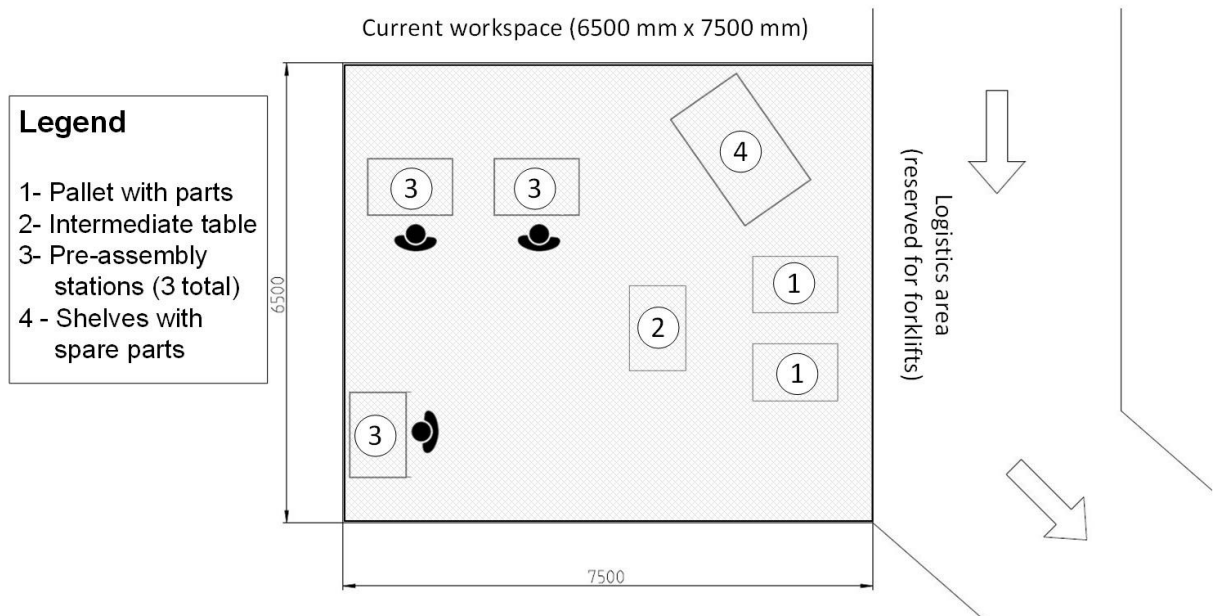 Current workspace (6500 mm x 7500 mm)
Legend
1- Pallet with parts
2- Intermediate table
3- Pre-assembly
stations (3 total)
4 - Shelves with
spare parts
6500
3
3
4
1
2
1
3
7500
Logistics area
(reserved for forklifts)